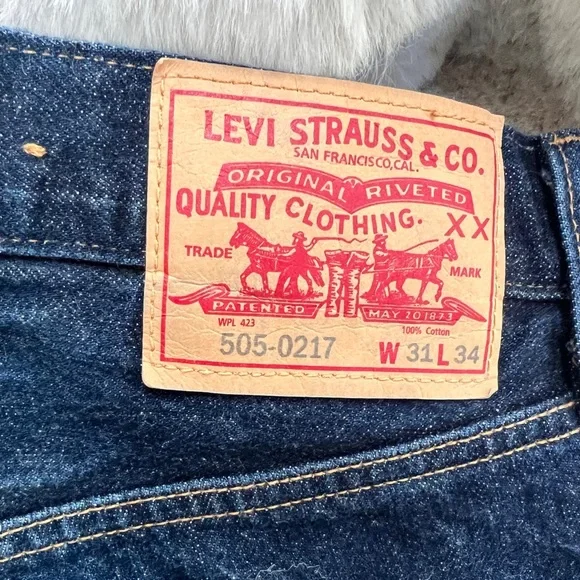 LEVI STRAUSS & CO.
SAN FRANCISCO, CAL.
ORIGINAL RIVETED
QUALITY CLOTHING. XX
TRADE MARK
PATENTED MAY 20 1873
WPL 423 100% Cotton
505-0217 W 31 L 34